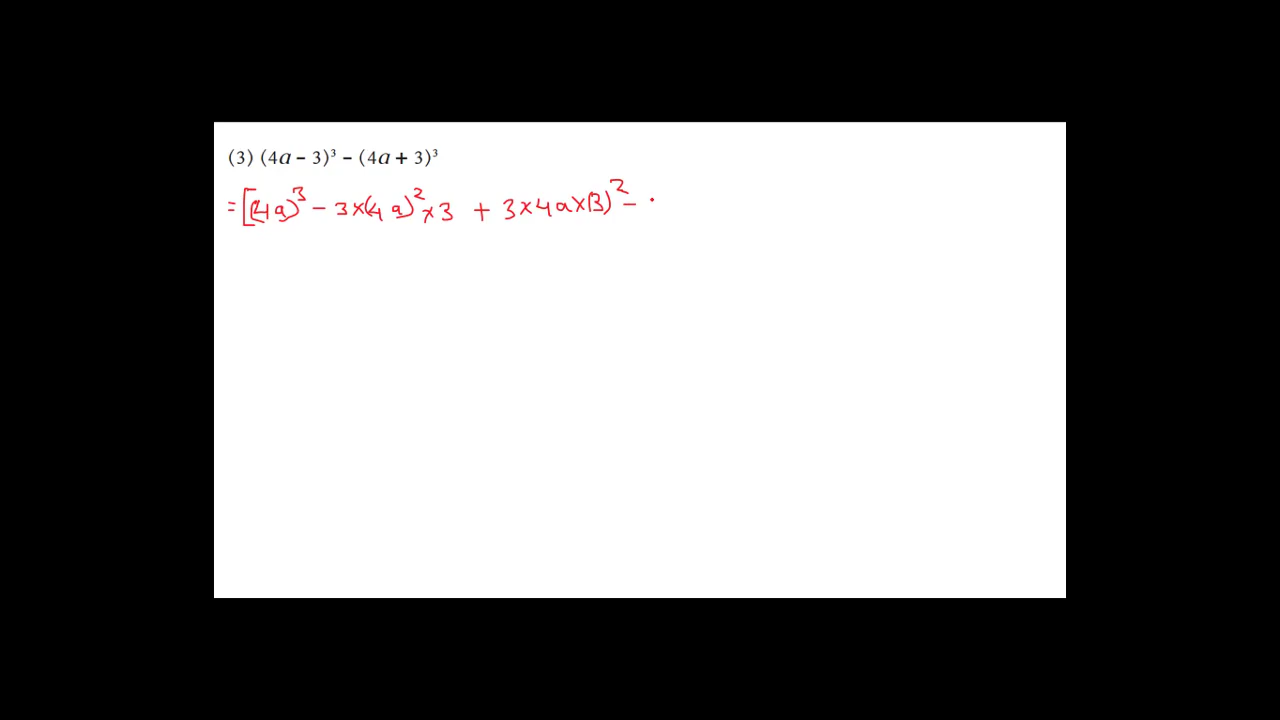 (3) (4a − 3)³ − (4a + 3)³
= [(4a)³ − 3×(4a)²×3 + 3×4a×(3)² −